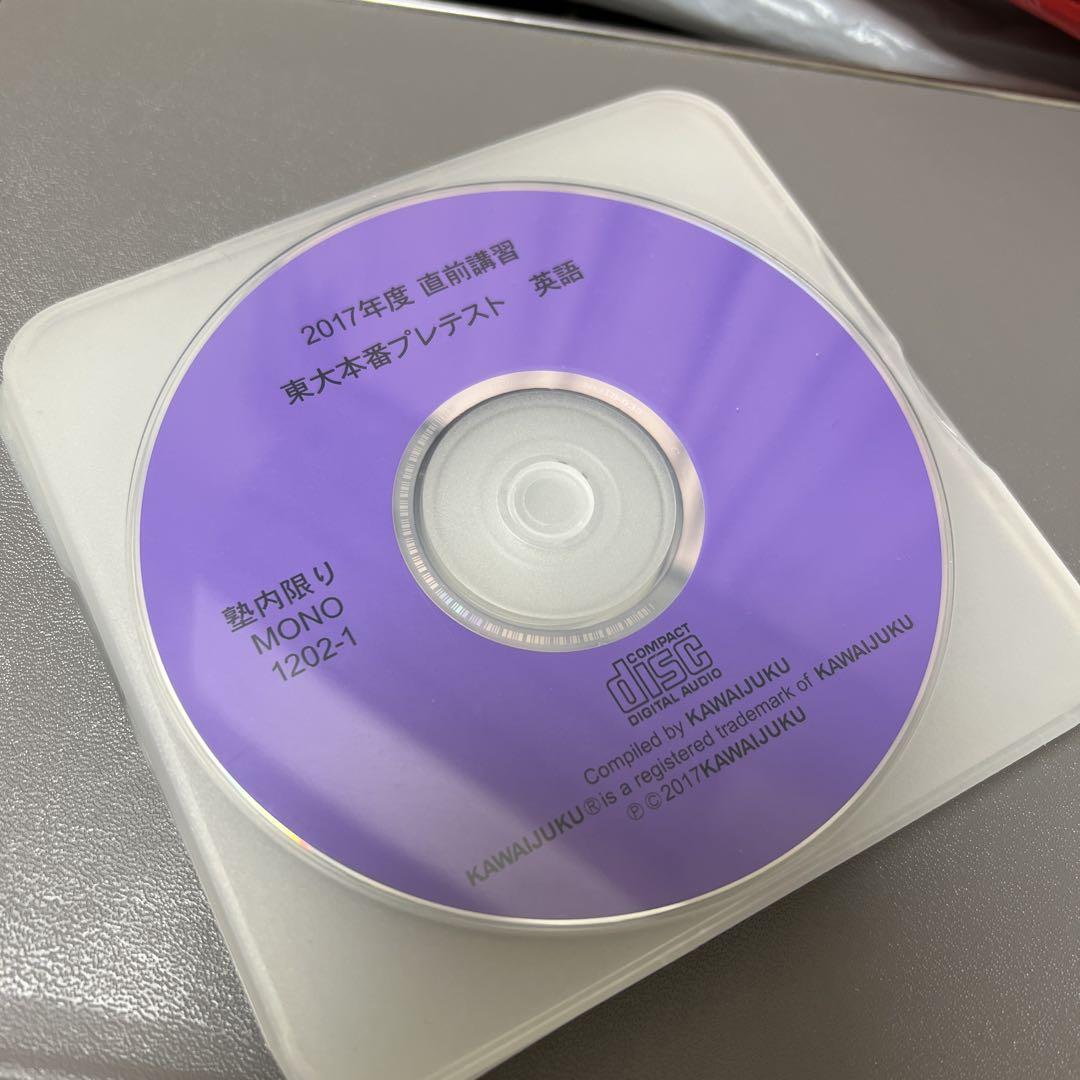 2017年度 直前講習
東大本番プレテスト 英語
塾内限り
MONO
1202-1
COMPACT
disc
DIGITAL AUDIO
Compiled by KAWAIJUKU
KAWAIJUKU®is a registered trademark of KAWAIJUKU
℗©2017KAWAIJUKU